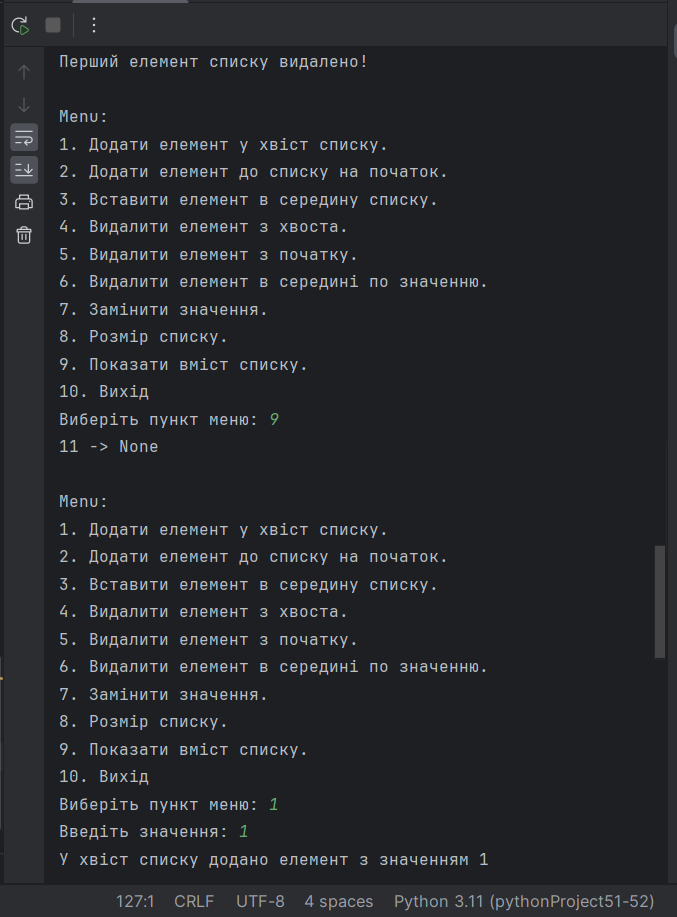 Перший елемент списку видалено!
Menu:
1. Додати елемент у хвіст списку.
2. Додати елемент до списку на початок.
3. Вставити елемент в середину списку.
4. Видалити елемент з хвоста.
5. Видалити елемент з початку.
6. Видалити елемент в середині по значенню.
7. Замінити значення.
8. Розмір списку.
9. Показати вміст списку.
10. Вихід
Виберіть пункт меню: 9
11 -> None
Menu:
1. Додати елемент у хвіст списку.
2. Додати елемент до списку на початок.
3. Вставити елемент в середину списку.
4. Видалити елемент з хвоста.
5. Видалити елемент з початку.
6. Видалити елемент в середині по значенню.
7. Замінити значення.
8. Розмір списку.
9. Показати вміст списку.
10. Вихід
Виберіть пункт меню: 1
Введіть значення: 1
У хвіст списку додано елемент з значенням 1
127:1 CRLF UTF-8 4 spaces Python 3.11 (pythonProject51-52)